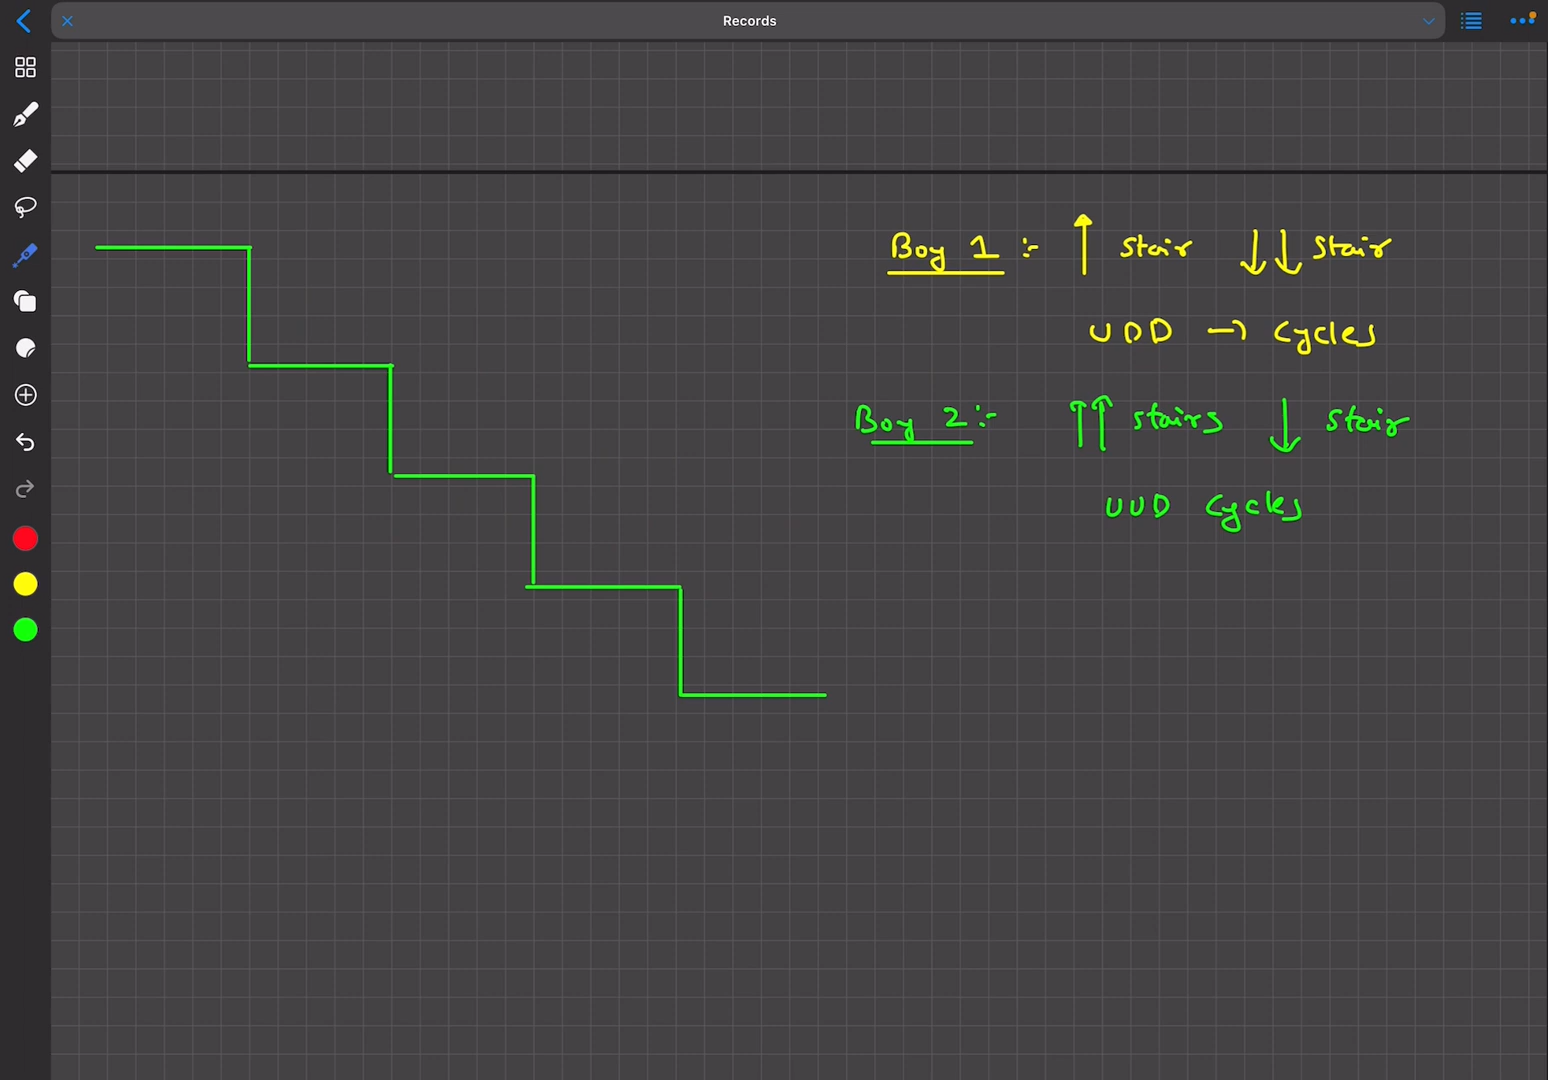 Records
Boy 1 :- ↑ Stair ↓↓ Stair
UDD → Cycles
Boy 2 :- ↑↑ Stairs ↓ Stair
UUD Cycles